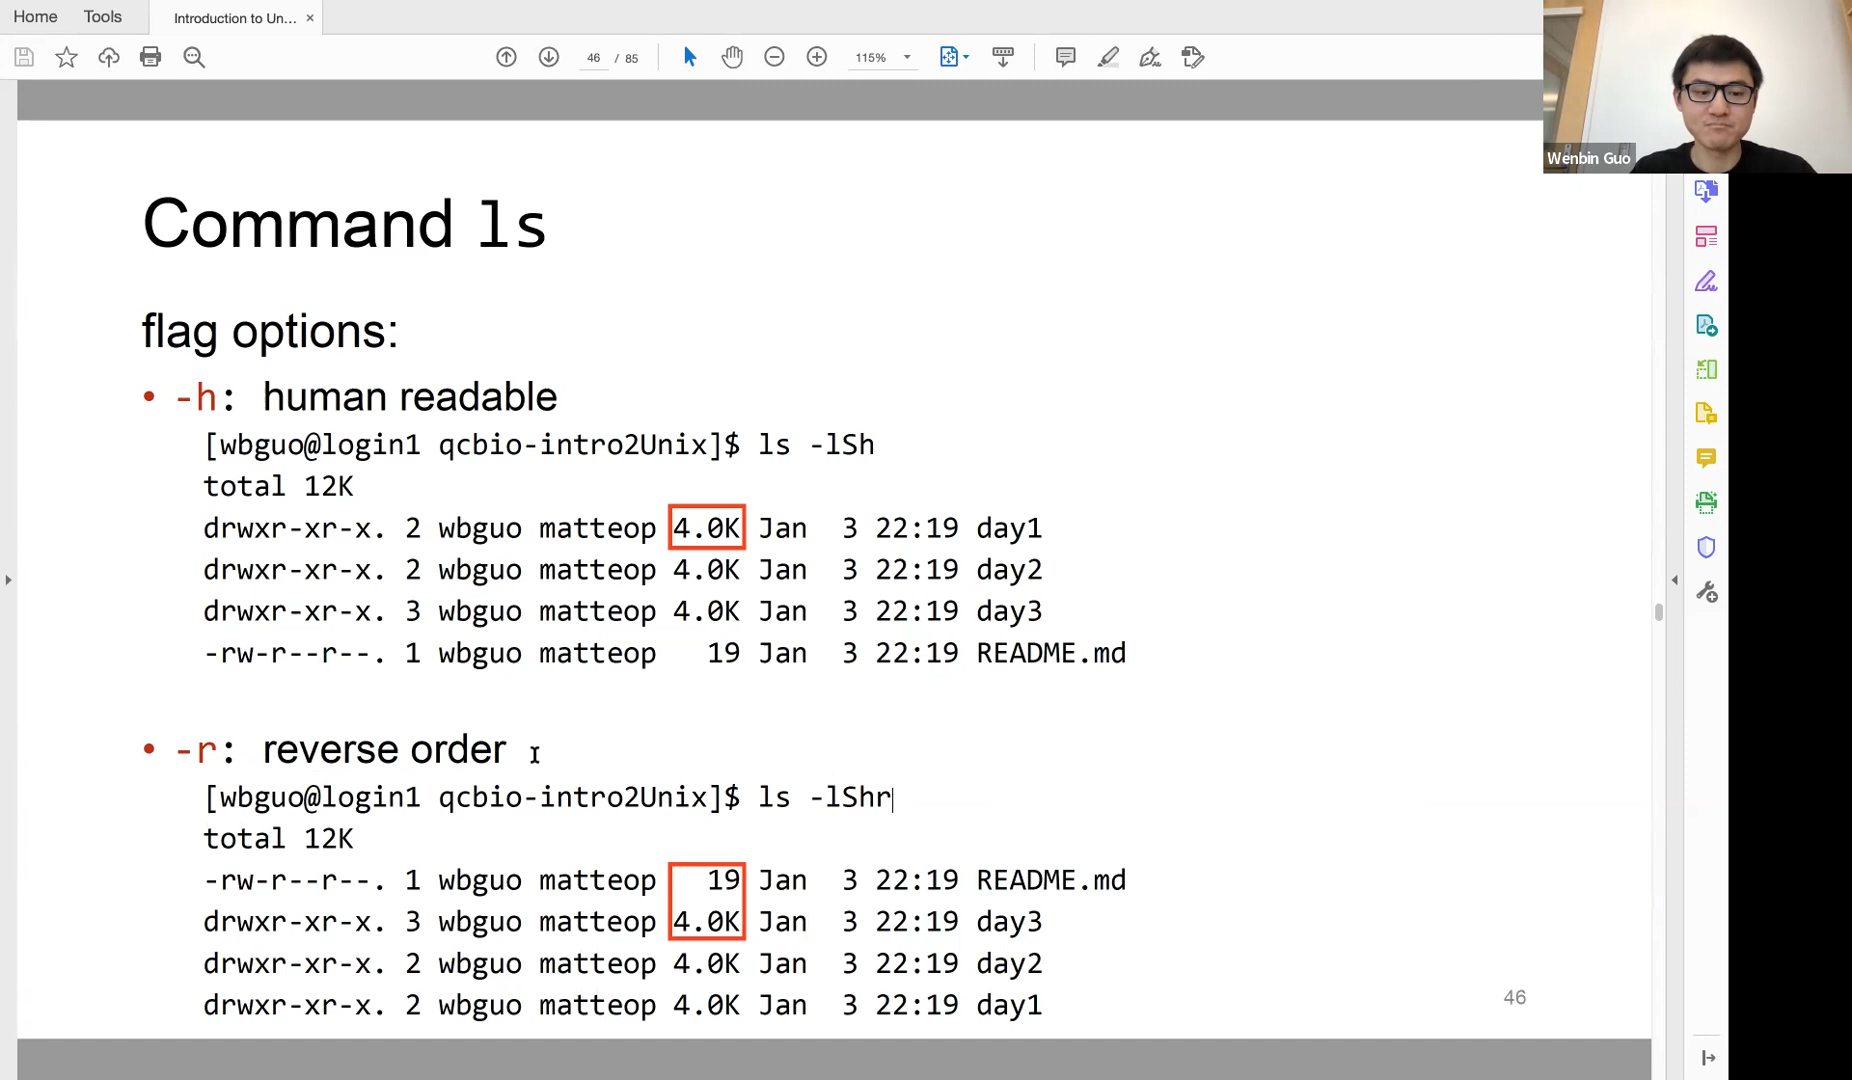 Home Tools Introduction to Un... ×
46 / 85 115%
Wenbin Guo
Command ls
flag options:
• -h: human readable
[wbguo@login1 qcbio-intro2Unix]$ ls -lSh
total 12K
drwxr-xr-x. 2 wbguo matteop 4.0K Jan  3 22:19 day1
drwxr-xr-x. 2 wbguo matteop 4.0K Jan  3 22:19 day2
drwxr-xr-x. 3 wbguo matteop 4.0K Jan  3 22:19 day3
-rw-r--r--. 1 wbguo matteop   19 Jan  3 22:19 README.md
• -r: reverse order
[wbguo@login1 qcbio-intro2Unix]$ ls -lShr
total 12K
-rw-r--r--. 1 wbguo matteop   19 Jan  3 22:19 README.md
drwxr-xr-x. 3 wbguo matteop 4.0K Jan  3 22:19 day3
drwxr-xr-x. 2 wbguo matteop 4.0K Jan  3 22:19 day2
drwxr-xr-x. 2 wbguo matteop 4.0K Jan  3 22:19 day1
46